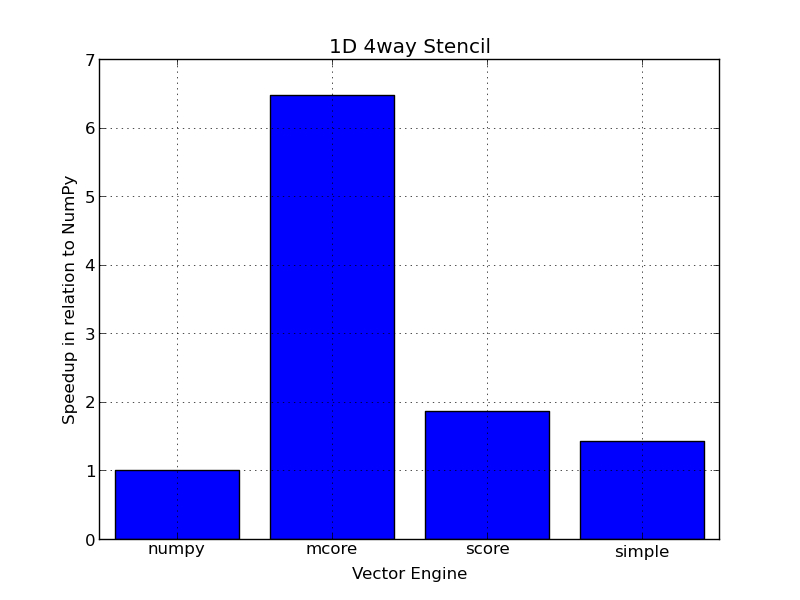 1D 4way Stencil
7
6
5
4
3
2
1
0
Speedup in relation to NumPy
numpy mcore score simple
Vector Engine